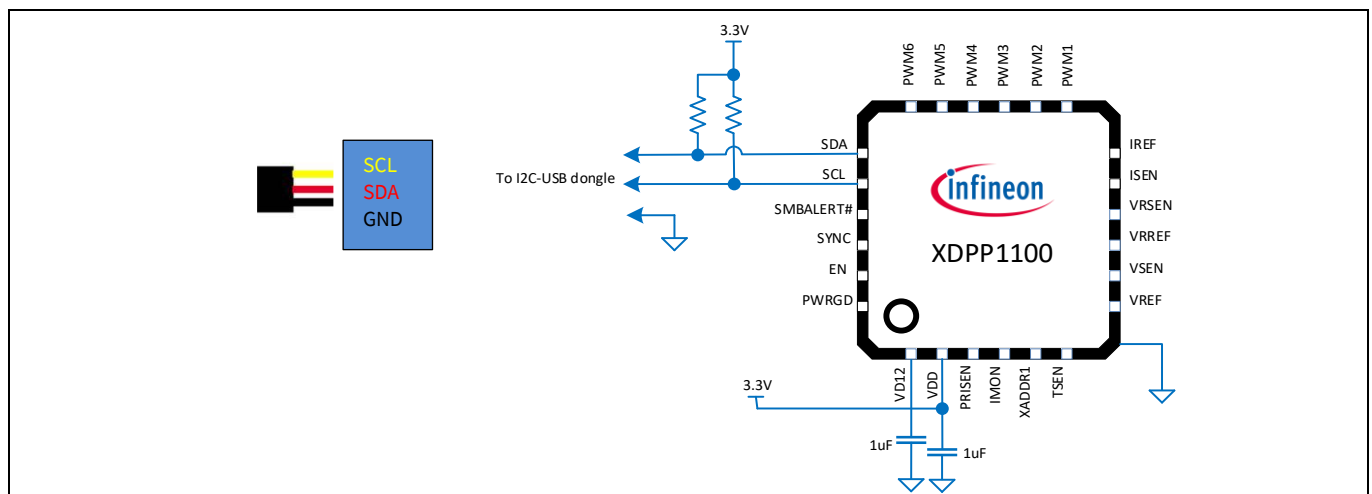 3.3V
PWM6
PWM5
PWM4
PWM3
PWM2
PWM1
SCL
SDA
GND
To I2C-USB dongle
SDA
SCL
SMBALERT#
SYNC
EN
PWRGD
infineon
XDPP1100
IREF
ISEN
VRSEN
VRREF
VSEN
VREF
3.3V
VD12
VDD
PRISEN
IMON
XADDR1
TSEN
1uF
1uF